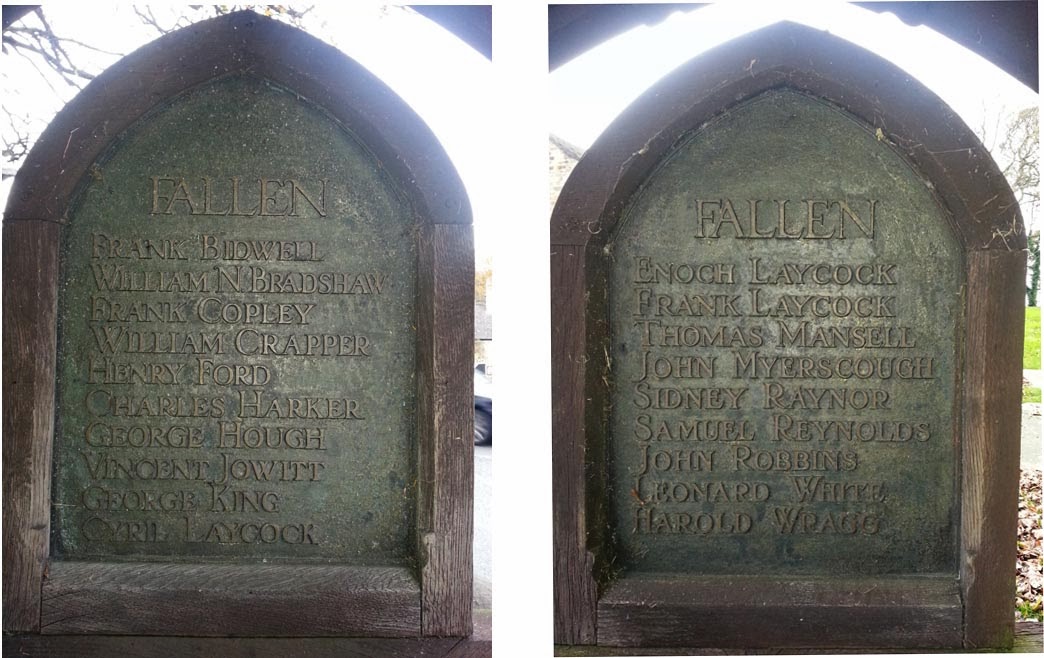 FALLEN
FRANK BIDWELL
WILLIAM N BRADSHAW
FRANK COPLEY
WILLIAM CRAPPER
HENRY FORD
CHARLES HARKER
GEORGE HOUGH
VINCENT JOWITT
GEORGE KING
CYRIL LAYCOCK
FALLEN
ENOCH LAYCOCK
FRANK LAYCOCK
THOMAS MANSELL
JOHN MYERSCOUGH
SIDNEY RAYNOR
SAMUEL REYNOLDS
JOHN ROBBINS
LEONARD WHITE
HAROLD WRAGG